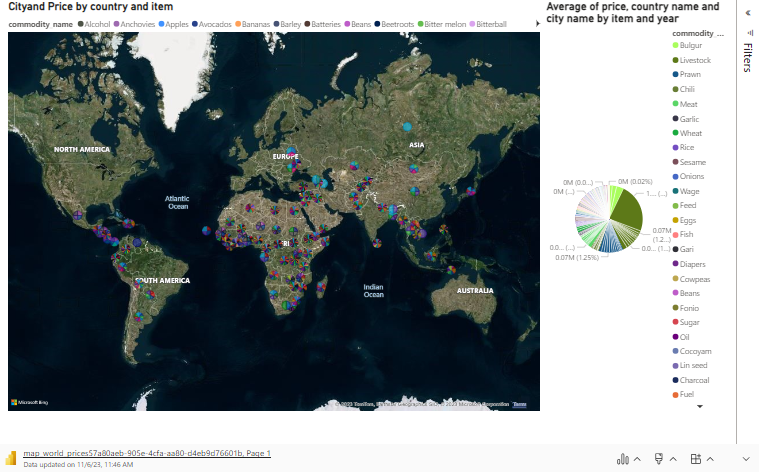 Cityand Price by country and item
commodity_name Alcohol Anchovies Apples Avocados Bananas Barley Batteries Beans Beetroots Bitter melon Bitterball
NORTH AMERICA
EUROPE
ASIA
Atlantic
Ocean
SOUTH AMERICA
Indian
Ocean
AUSTRALIA
Microsoft Bing
Terms
Average of price, country name and
city name by item and year
commodity_...
Bulgur
Livestock
Prawn
Chili
Meat
Garlic
Wheat
Rice
Sesame
Onions
Wage
Feed
Eggs
Fish
Gari
Diapers
Cowpeas
Beans
Fonio
Sugar
Oil
Cocoyam
Lin seed
Charcoal
Fuel
0M (0.0...)
0M (0.02%)
0M (...)
1.... (...)
0.07M
(1.2...)
0.0... (...)
0.0... (1...)
0.07M (1.25%)
Filters
map_world_prices57a80aeb-905e-4cfa-aa80-d4eb9d76601b, Page 1
Data updated on 11/6/23, 11:46 AM